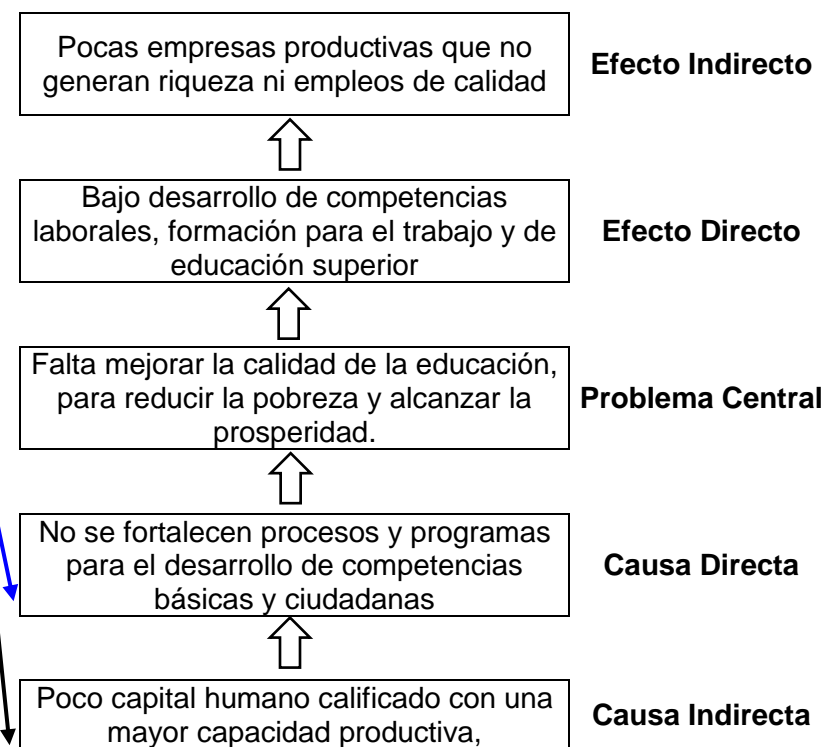 Pocas empresas productivas que no
generan riqueza ni empleos de calidad
Efecto Indirecto
Bajo desarrollo de competencias
laborales, formación para el trabajo y de
educación superior
Efecto Directo
Falta mejorar la calidad de la educación,
para reducir la pobreza y alcanzar la
prosperidad.
Problema Central
No se fortalecen procesos y programas
para el desarrollo de competencias
básicas y ciudadanas
Causa Directa
Poco capital humano calificado con una
mayor capacidad productiva,
Causa Indirecta